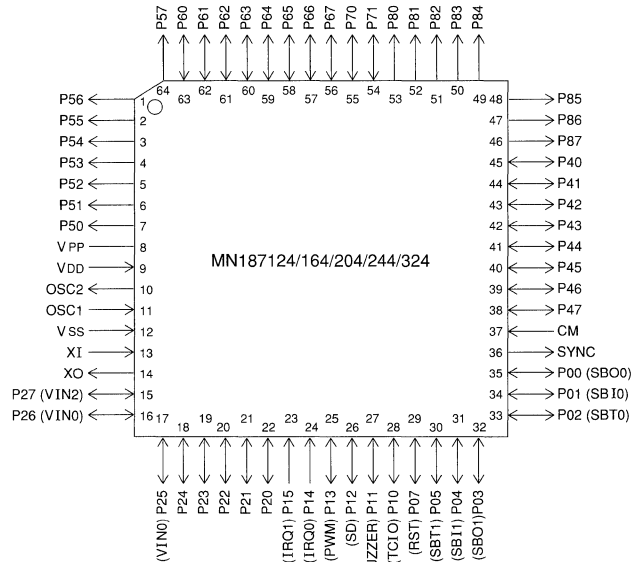 P57 P60 P61 P62 P63 P64 P65 P66 P67 P70 P71 P80 P81 P82 P83 P84
64 63 62 61 60 59 58 57 56 55 54 53 52 51 50 49
P56 1 48 P85
P55 2 47 P86
P54 3 46 P87
P53 4 45 P40
P52 5 44 P41
P51 6 43 P42
P50 7 42 P43
VPP 8 41 P44
MN187124/164/204/244/324
VDD 9 40 P45
OSC2 10 39 P46
OSC1 11 38 P47
VSS 12 37 CM
XI 13 36 SYNC
XO 14 35 P00 (SBO0)
P27 (VIN2) 15 34 P01 (SBI0)
P26 (VIN0) 16 33 P02 (SBT0)
17 18 19 20 21 22 23 24 25 26 27 28 29 30 31 32
(VIN0) P25
P24
P23
P22
P21
P20
(IRQ1) P15
(IRQ0) P14
(PWM) P13
(SD) P12
UZZER) P11
(TCIO) P10
(RST) P07
(SBT1) P05
(SBI1) P04
(SBO1)P03